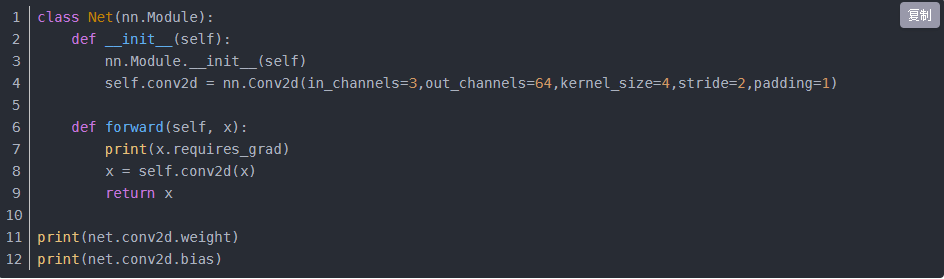 复制
1 class Net(nn.Module):
2     def __init__(self):
3         nn.Module.__init__(self)
4         self.conv2d = nn.Conv2d(in_channels=3,out_channels=64,kernel_size=4,stride=2,padding=1)
5
6     def forward(self, x):
7         print(x.requires_grad)
8         x = self.conv2d(x)
9         return x
10
11 print(net.conv2d.weight)
12 print(net.conv2d.bias)